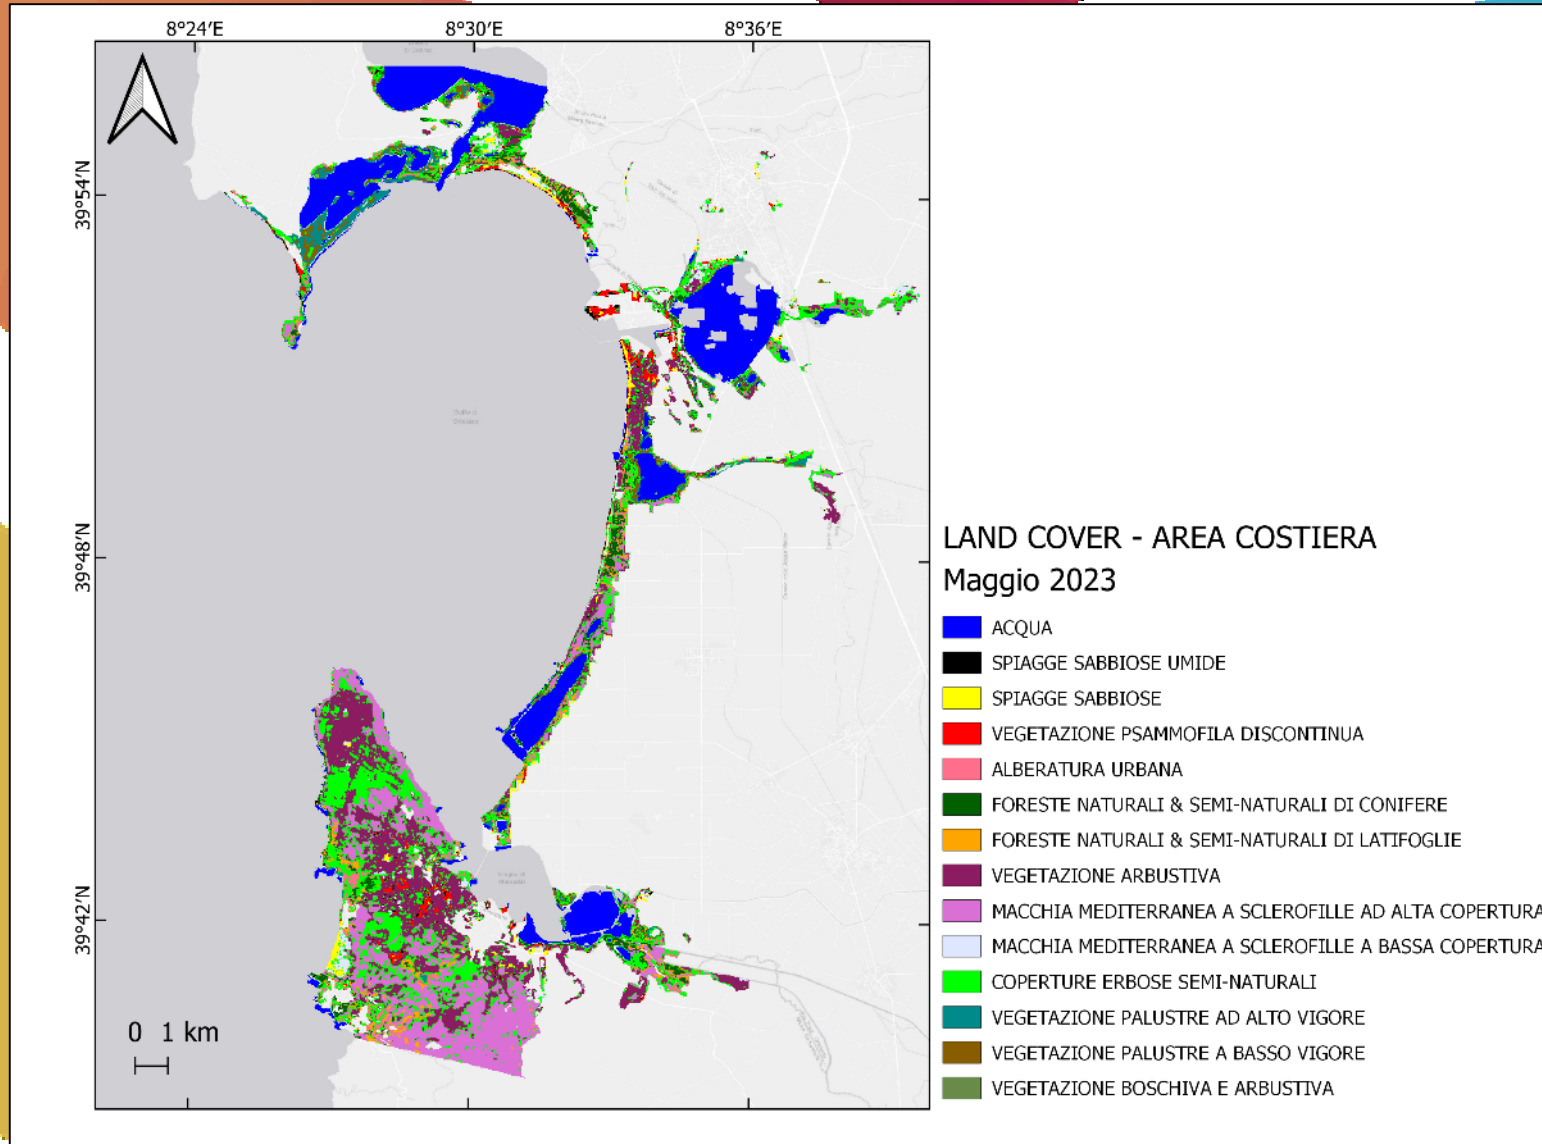 8°24'E
8°30'E
8°36'E
39°54'N
39°48'N
39°42'N
Golfo di
Oristano
0 1 km
LAND COVER - AREA COSTIERA
Maggio 2023
ACQUA
SPIAGGE SABBIOSE UMIDE
SPIAGGE SABBIOSE
VEGETAZIONE PSAMMOFILA DISCONTINUA
ALBERATURA URBANA
FORESTE NATURALI & SEMI-NATURALI DI CONIFERE
FORESTE NATURALI & SEMI-NATURALI DI LATIFOGLIE
VEGETAZIONE ARBUSTIVA
MACCHIA MEDITERRANEA A SCLEROFILLE AD ALTA COPERTURA
MACCHIA MEDITERRANEA A SCLEROFILLE A BASSA COPERTURA
COPERTURE ERBOSE SEMI-NATURALI
VEGETAZIONE PALUSTRE AD ALTO VIGORE
VEGETAZIONE PALUSTRE A BASSO VIGORE
VEGETAZIONE BOSCHIVA E ARBUSTIVA